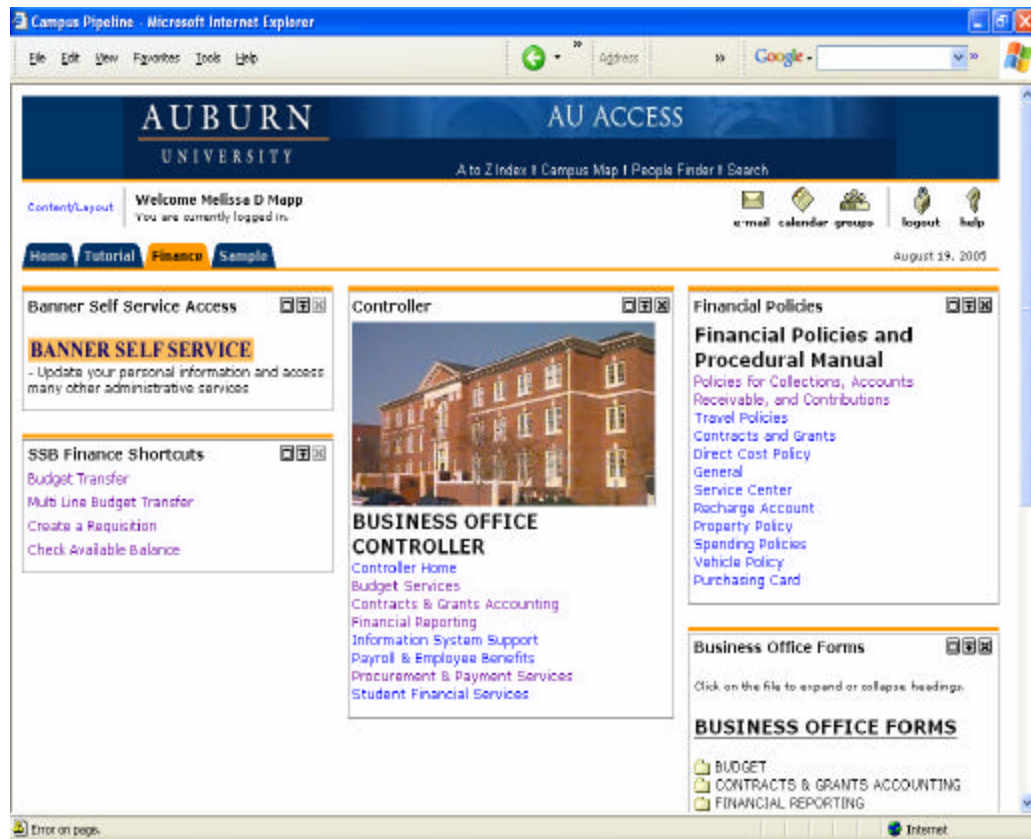 Campus Pipeline - Microsoft Internet Explorer
File Edit View Favorites Tools Help
Address
Google -
AUBURN
UNIVERSITY
AU ACCESS
A to Z Index | Campus Map | People Finder | Search
Content/Layout
Welcome Melissa D Mapp
You are currently logged in.
e-mail calendar groups logout help
Home Tutorial Finance Sample
August 19, 2005
Banner Self Service Access
BANNER SELF SERVICE
- Update your personal information and access
many other administrative services
SSB Finance Shortcuts
Budget Transfer
Multi Line Budget Transfer
Create a Requisition
Check Available Balance
Controller
BUSINESS OFFICE
CONTROLLER
Controller Home
Budget Services
Contracts & Grants Accounting
Financial Reporting
Information System Support
Payroll & Employee Benefits
Procurement & Payment Services
Student Financial Services
Financial Policies
Financial Policies and
Procedural Manual
Policies for Collections, Accounts
Receivable, and Contributions
Travel Policies
Contracts and Grants
Direct Cost Policy
General
Service Center
Recharge Account
Property Policy
Spending Policies
Vehicle Policy
Purchasing Card
Business Office Forms
Click on the file to expand or collapse headings.
BUSINESS OFFICE FORMS
BUDGET
CONTRACTS & GRANTS ACCOUNTING
FINANCIAL REPORTING
Error on page.
Internet